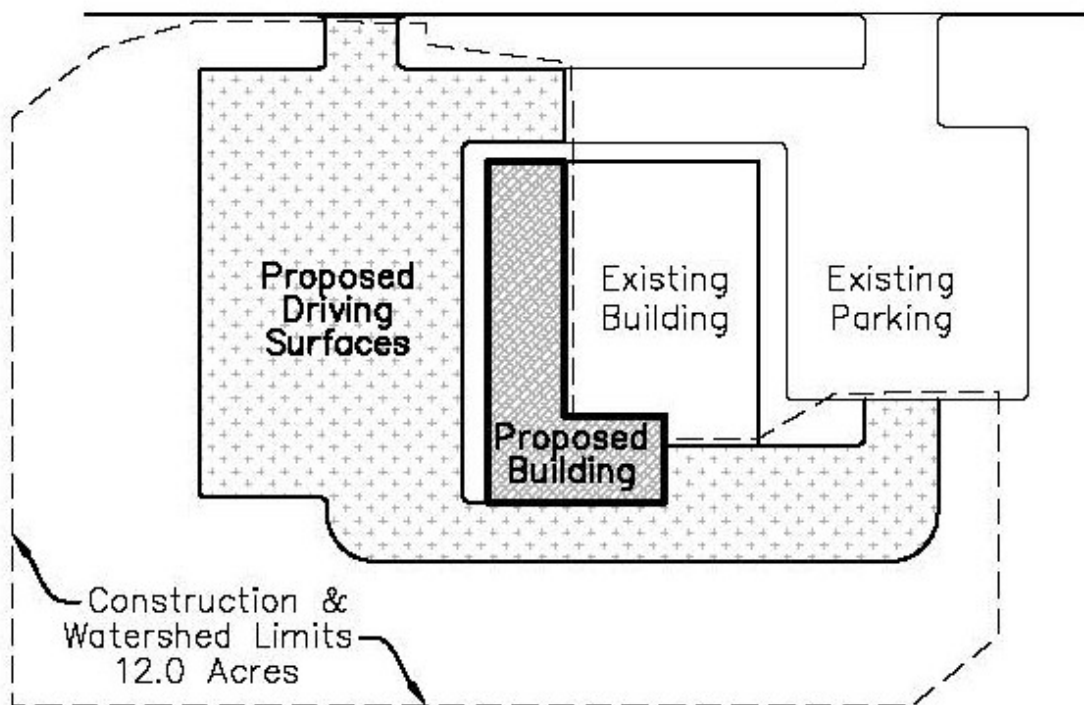 Proposed
Driving
Surfaces
Existing
Building
Existing
Parking
Proposed
Building
Construction &
Watershed Limits
12.0 Acres